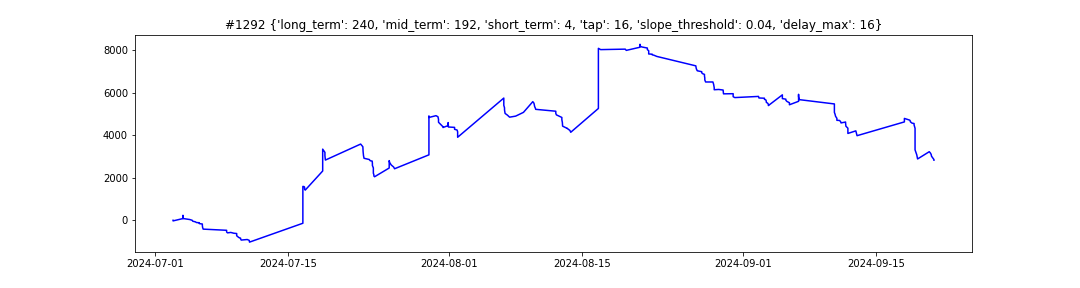 #1292 {'long_term': 240, 'mid_term': 192, 'short_term': 4, 'tap': 16, 'slope_threshold': 0.04, 'delay_max': 16}
8000
6000
4000
2000
0
2024-07-01 2024-07-15 2024-08-01 2024-08-15 2024-09-01 2024-09-15